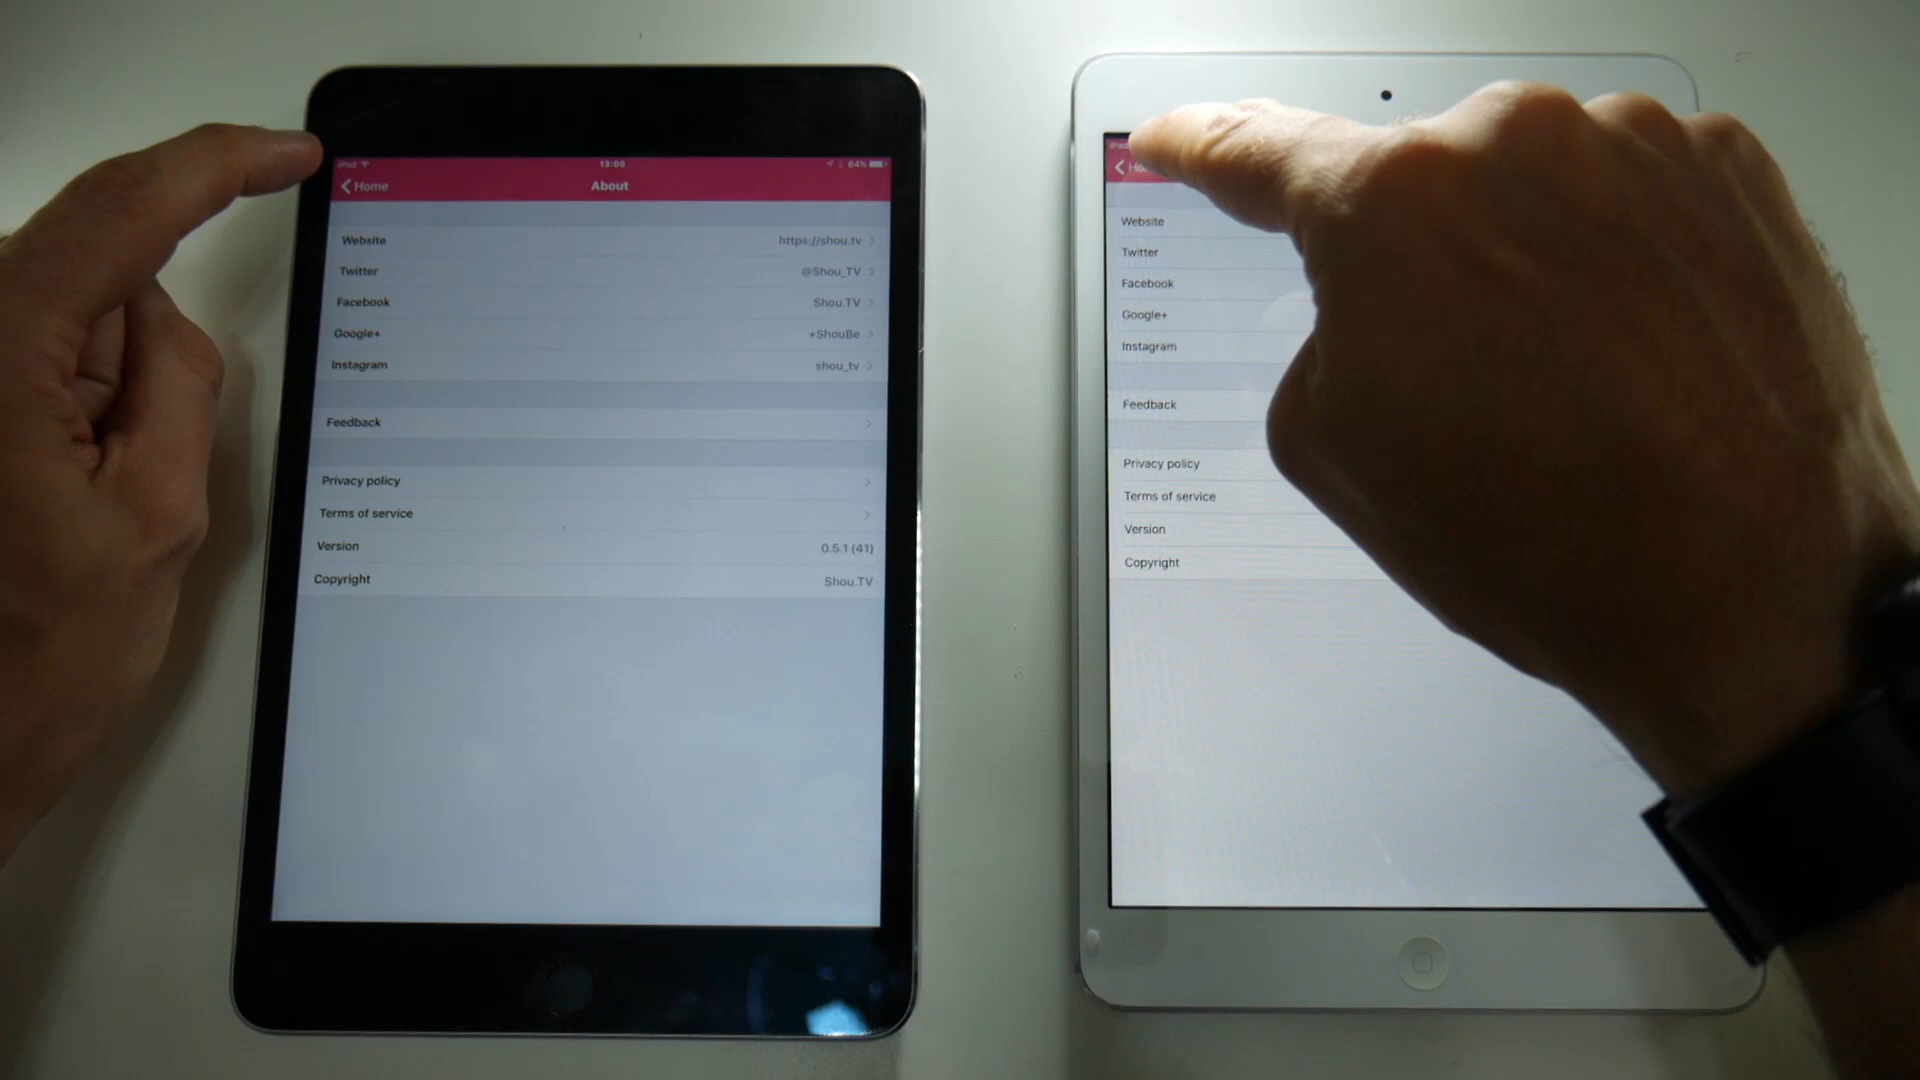 iPad 13:05 64%
Home About
Website https://shou.tv
Twitter @Shou_TV
Facebook Shou.TV
Google+ +ShouBe
Instagram shou_tv
Feedback
Privacy policy
Terms of service
Version 0.5.1 (41)
Copyright Shou.TV
iPad
Website
Twitter
Facebook
Google+
Instagram
Feedback
Privacy policy
Terms of service
Version
Copyright